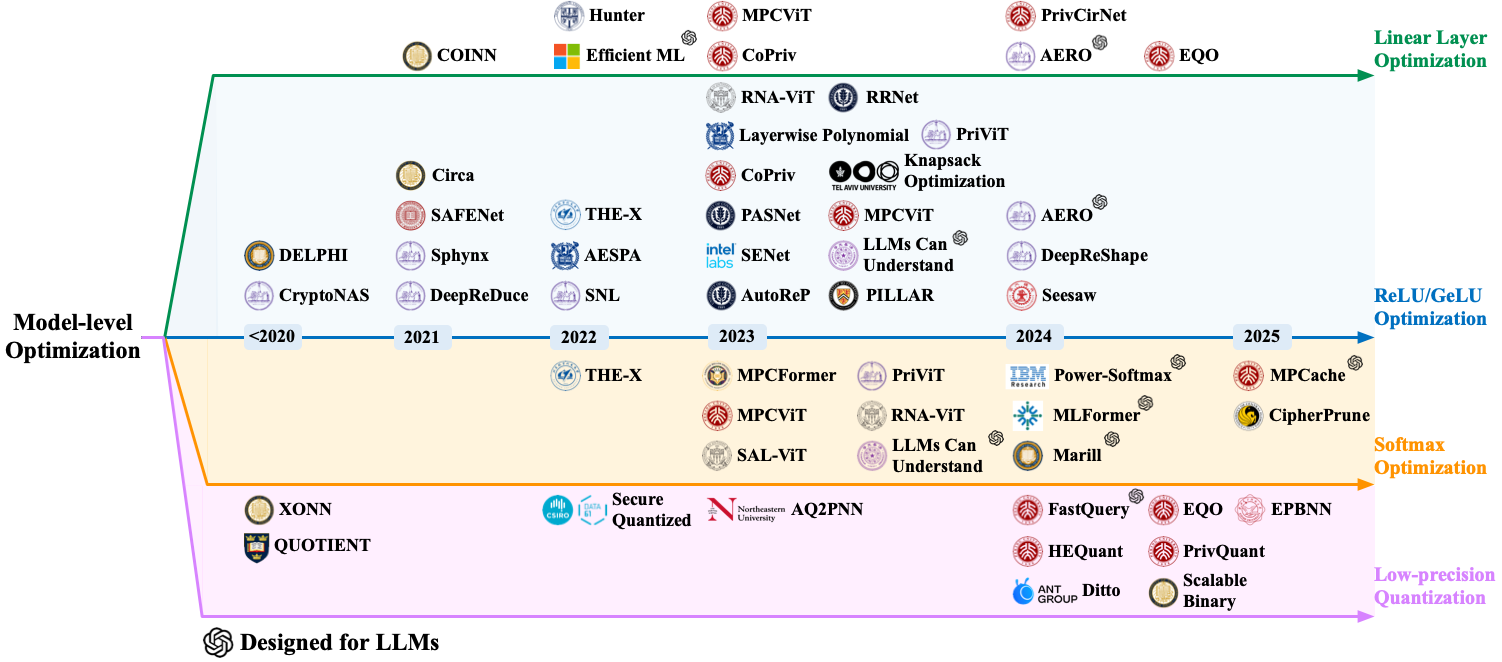 Hunter
MPCViT
PrivCirNet
COINN
Efficient ML
CoPriv
AERO
EQO
Linear Layer
Optimization
RNA-ViT
RRNet
Layerwise Polynomial
PriViT
Circa
CoPriv
TEL AVIV UNIVERSITY
Knapsack
Optimization
SAFENet
THE-X
PASNet
MPCViT
AERO
DELPHI
Sphynx
AESPA
intel
labs
SENet
LLMs Can
Understand
DeepReShape
CryptoNAS
DeepReDuce
SNL
AutoReP
PILLAR
Seesaw
ReLU/GeLU
Optimization
Model-level
Optimization
<2020
2021
2022
2023
2024
2025
THE-X
MPCFormer
PriViT
IBM
Research
Power-Softmax
MPCache
MPCViT
RNA-ViT
MLFormer
CipherPrune
SAL-ViT
LLMs Can
Understand
Marill
Softmax
Optimization
XONN
CSIRO
DATA
61
Secure
Quantized
N
Northeastern
University
AQ2PNN
FastQuery
EQO
EPBNN
QUOTIENT
HEQuant
PrivQuant
ANT
GROUP
Ditto
Scalable
Binary
Low-precision
Quantization
Designed for LLMs